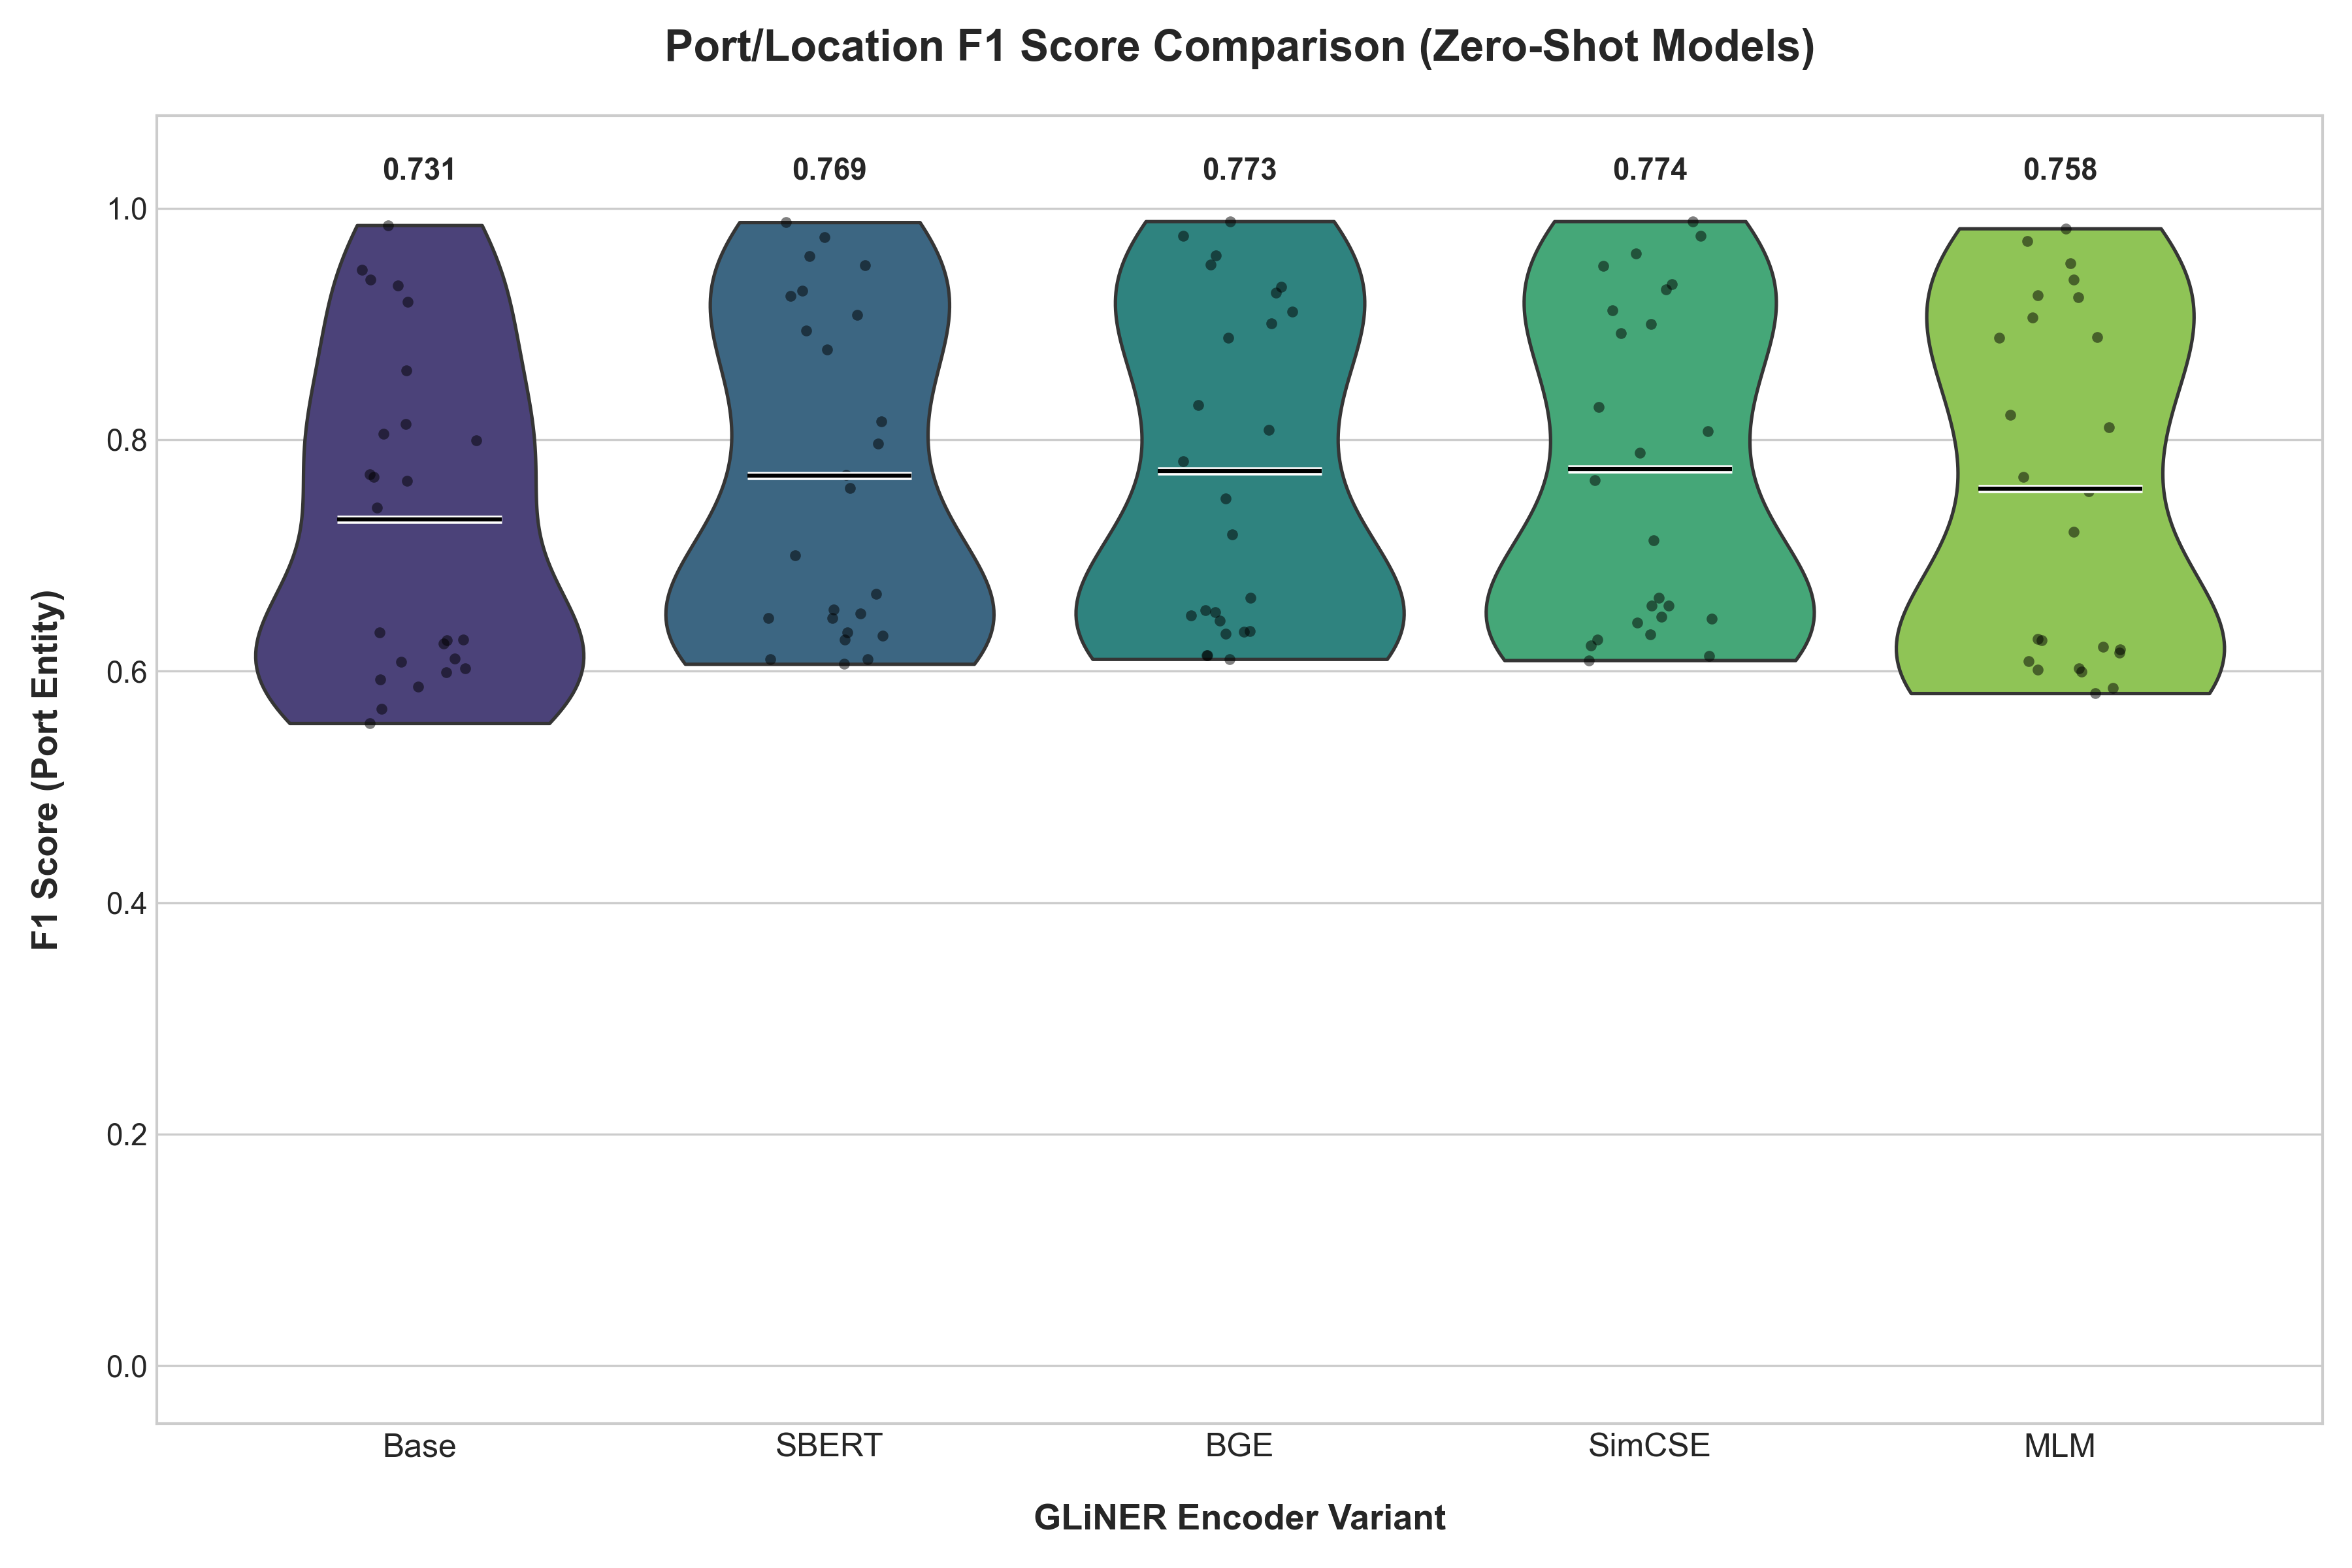 Port/Location F1 Score Comparison (Zero-Shot Models)
0.731 0.769 0.773 0.774 0.758
1.0
0.8
0.6
0.4
0.2
0.0
F1 Score (Port Entity)
Base SBERT BGE SimCSE MLM
GLiNER Encoder Variant